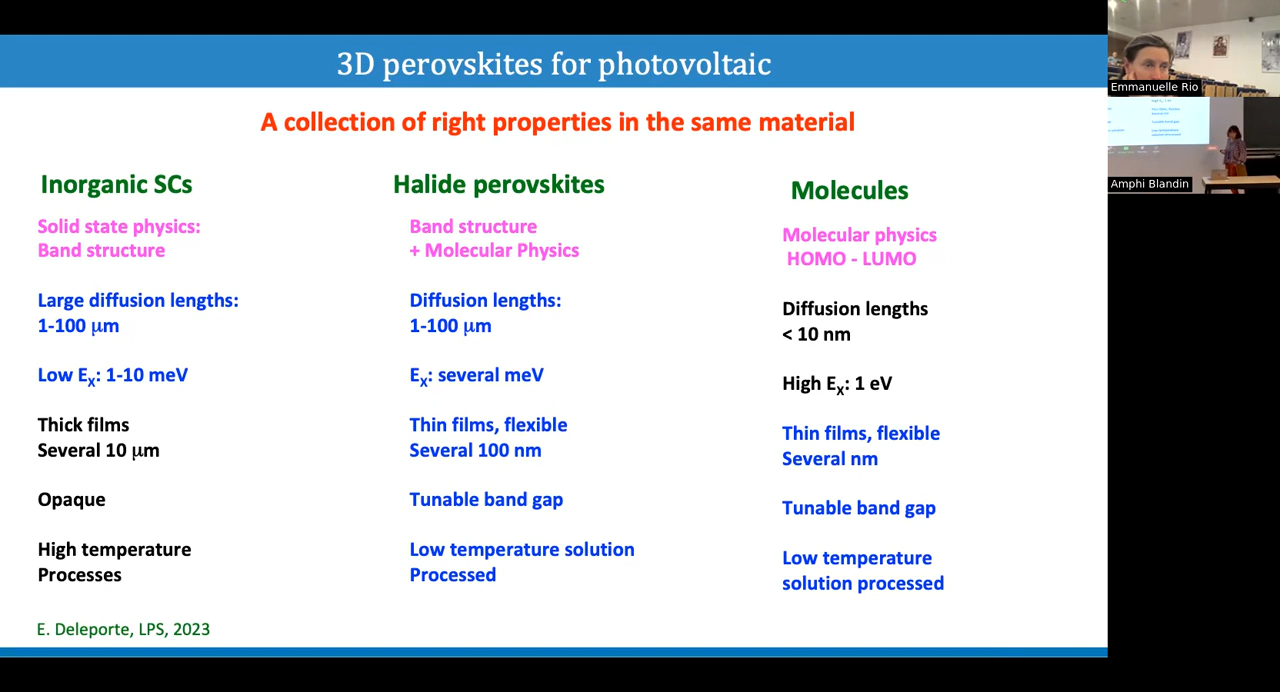 3D perovskites for photovoltaic
A collection of right properties in the same material
Inorganic SCs
Solid state physics:
Band structure
Large diffusion lengths:
1-100 μm
Low Eₓ: 1-10 meV
Thick films
Several 10 μm
Opaque
High temperature
Processes
Halide perovskites
Band structure
+ Molecular Physics
Diffusion lengths:
1-100 μm
Eₓ: several meV
Thin films, flexible
Several 100 nm
Tunable band gap
Low temperature solution
Processed
Molecules
Molecular physics
HOMO - LUMO
Diffusion lengths
< 10 nm
High Eₓ: 1 eV
Thin films, flexible
Several nm
Tunable band gap
Low temperature
solution processed
E. Deleporte, LPS, 2023
Emmanuelle Rio
Amphi Blandin